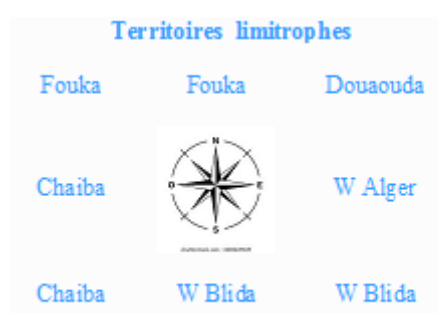 Territoires limitrophes
Fouka Fouka Douaouda
N
Chaiba O E W Alger
S
Chaiba W Blida W Blida